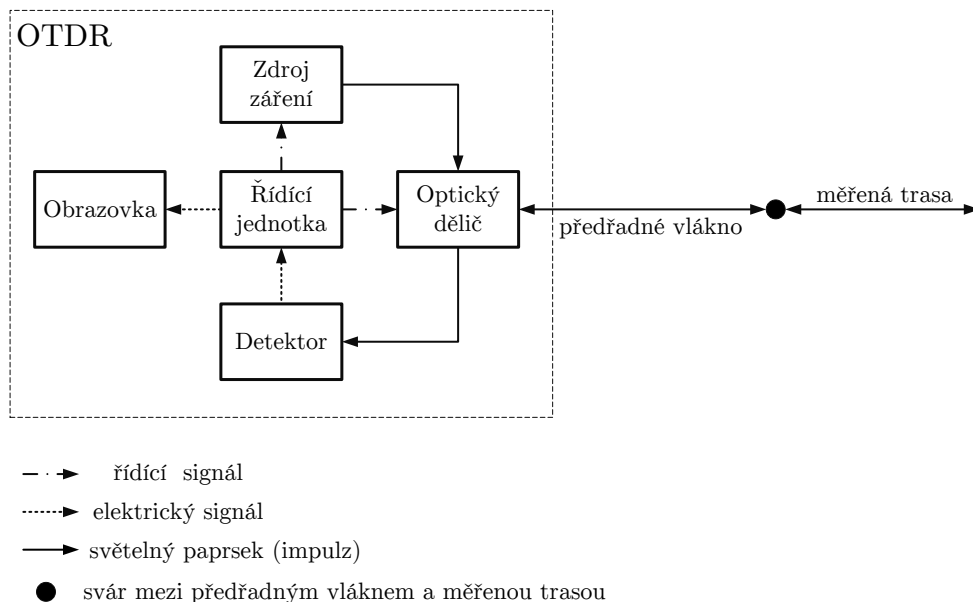 OTDR
Zdroj
záření
Obrazovka
Řídící
jednotka
Optický
dělič
předřadné vlákno
měřená trasa
Detektor
řídící signál
elektrický signál
světelný paprsek (impulz)
svár mezi předřadným vláknem a měřenou trasou